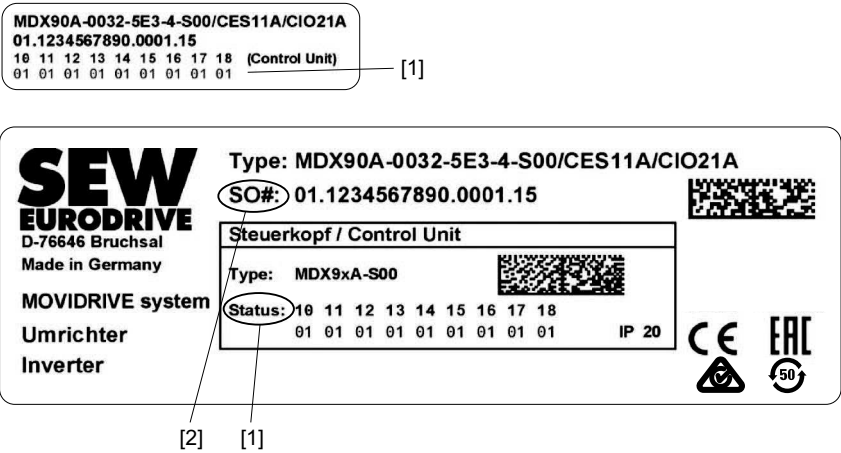 MDX90A-0032-5E3-4-S00/CES11A/CIO21A
01.1234567890.0001.15
10 11 12 13 14 15 16 17 18 (Control Unit)
01 01 01 01 01 01 01 01 01
[1]
SEW
EURODRIVE
D-76646 Bruchsal
Made in Germany
MOVIDRIVE system
Umrichter
Inverter
Type: MDX90A-0032-5E3-4-S00/CES11A/CIO21A
SO#: 01.1234567890.0001.15
Steuerkopf / Control Unit
Type: MDX9xA-S00
Status: 10 11 12 13 14 15 16 17 18
01 01 01 01 01 01 01 01 01 IP 20
CE EAC
50
[2] [1]